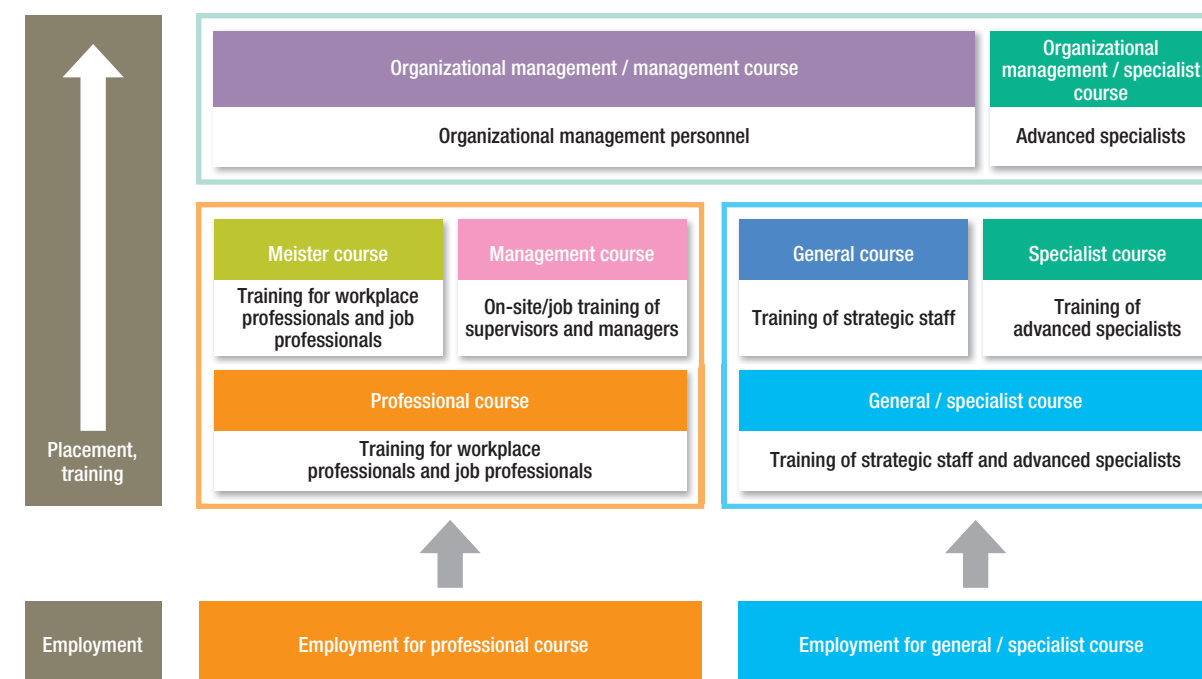 Organizational management / management course
Organizational management personnel
Organizational
management / specialist
course
Advanced specialists
Meister course
Training for workplace
professionals and job
professionals
Management course
On-site/job training of
supervisors and managers
General course
Training of strategic staff
Specialist course
Training of
advanced specialists
Professional course
Training for workplace
professionals and job professionals
General / specialist course
Training of strategic staff and advanced specialists
Placement,
training
Employment
Employment for professional course
Employment for general / specialist course